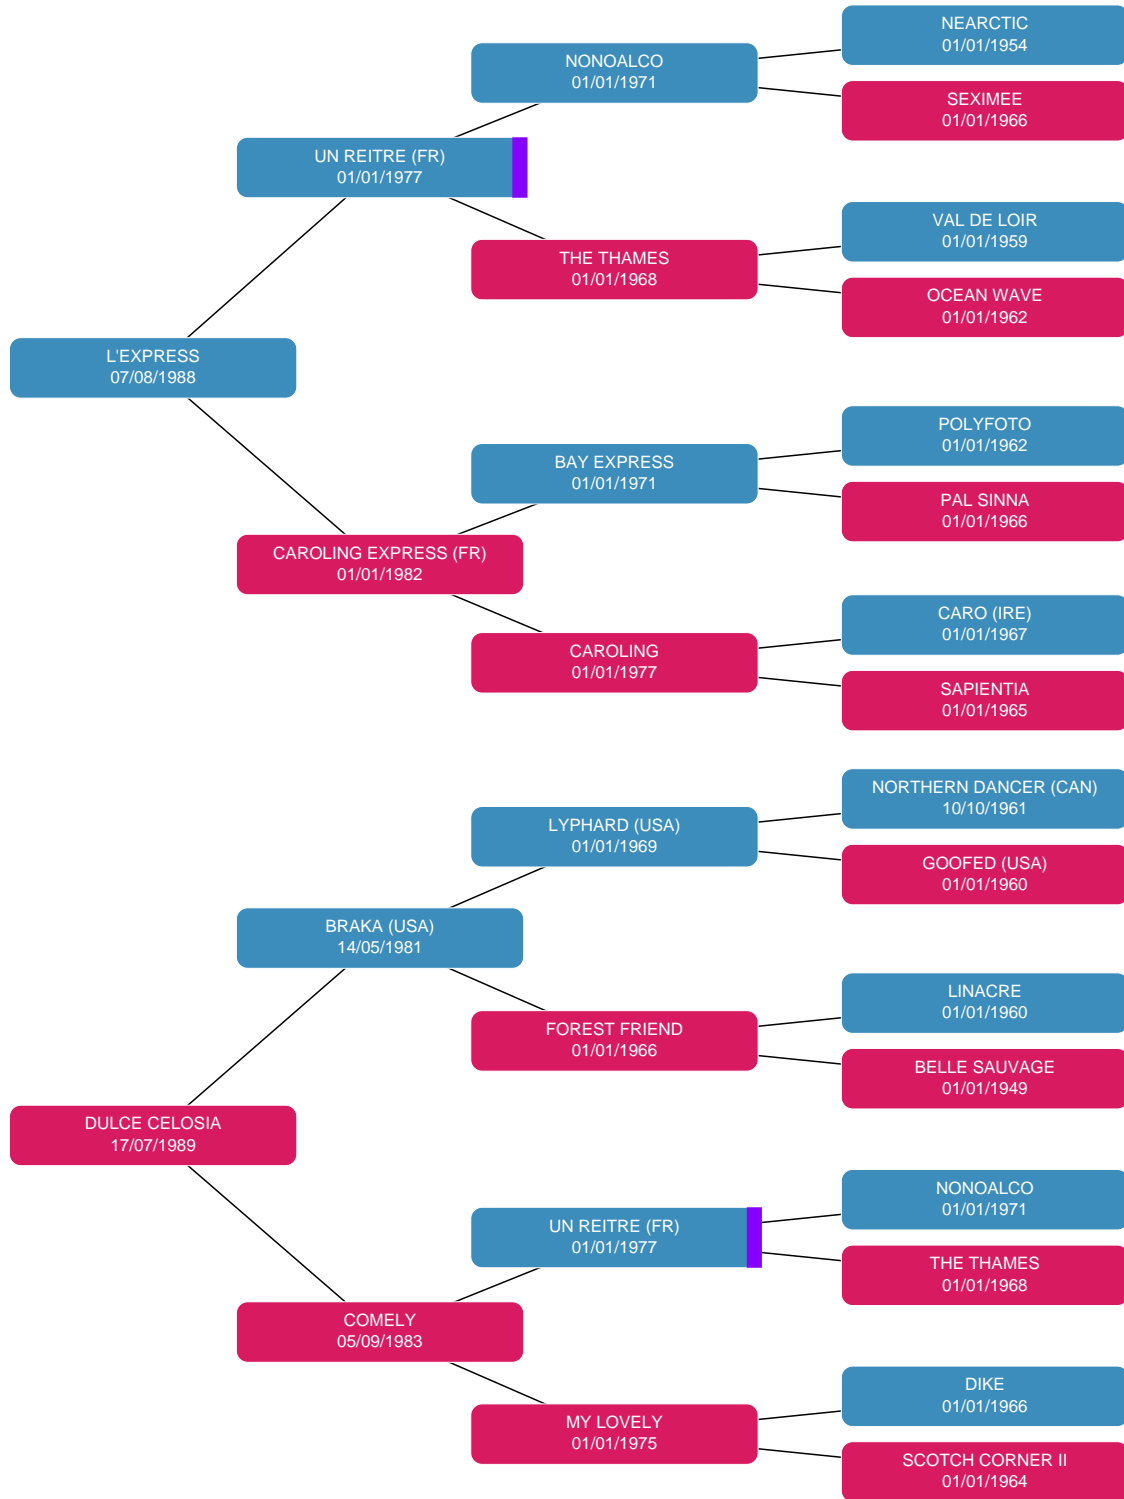 NEARCTIC
01/01/1954
NONOALCO
01/01/1971
SEXIMEE
01/01/1966
UN REITRE (FR)
01/01/1977
VAL DE LOIR
01/01/1959
THE THAMES
01/01/1968
OCEAN WAVE
01/01/1962
L'EXPRESS
07/08/1988
POLYFOTO
01/01/1962
BAY EXPRESS
01/01/1971
PAL SINNA
01/01/1966
CAROLING EXPRESS (FR)
01/01/1982
CARO (IRE)
01/01/1967
CAROLING
01/01/1977
SAPIENTIA
01/01/1965
NORTHERN DANCER (CAN)
10/10/1961
LYPHARD (USA)
01/01/1969
GOOFED (USA)
01/01/1960
BRAKA (USA)
14/05/1981
LINACRE
01/01/1960
FOREST FRIEND
01/01/1966
BELLE SAUVAGE
01/01/1949
DULCE CELOSIA
17/07/1989
NONOALCO
01/01/1971
UN REITRE (FR)
01/01/1977
THE THAMES
01/01/1968
COMELY
05/09/1983
DIKE
01/01/1966
MY LOVELY
01/01/1975
SCOTCH CORNER II
01/01/1964